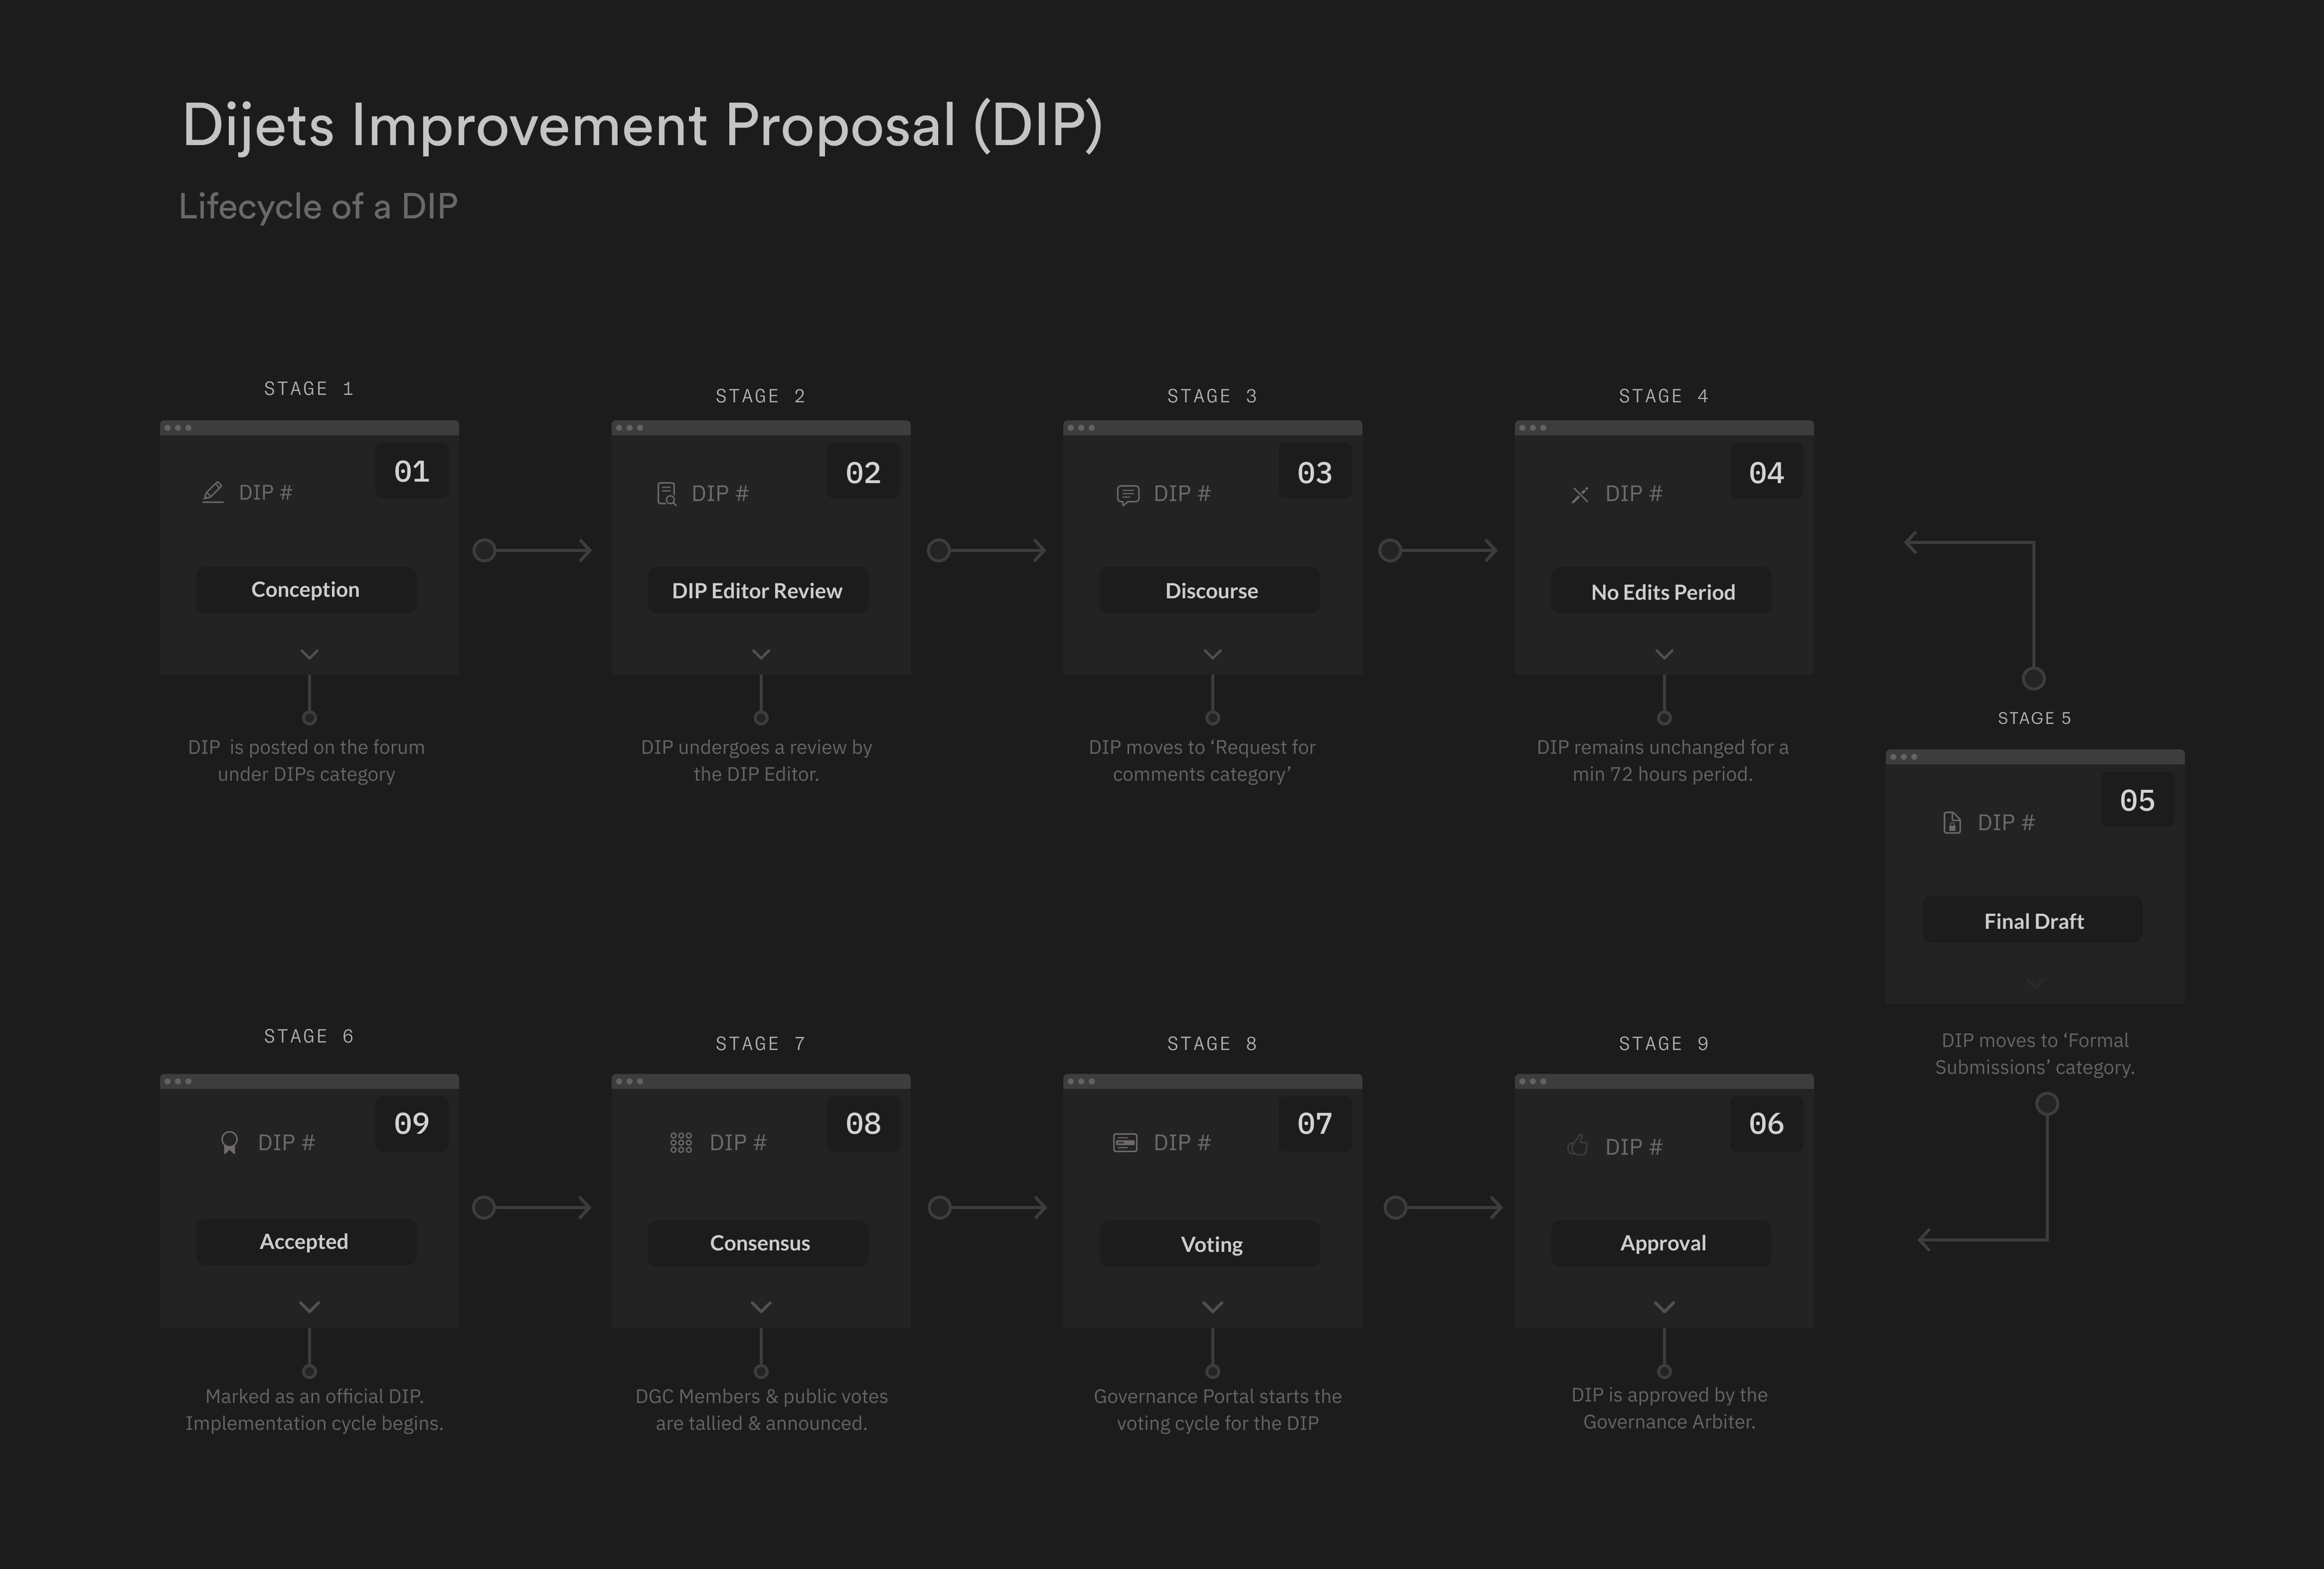 Dijets Improvement Proposal (DIP)
Lifecycle of a DIP
STAGE 1
01
DIP #
Conception
DIP is posted on the forum
under DIPs category
STAGE 2
02
DIP #
DIP Editor Review
DIP undergoes a review by
the DIP Editor.
STAGE 3
03
DIP #
Discourse
DIP moves to ‘Request for
comments category’
STAGE 4
04
DIP #
No Edits Period
DIP remains unchanged for a
min 72 hours period.
STAGE 5
05
DIP #
Final Draft
DIP moves to ‘Formal
Submissions’ category.
STAGE 6
09
DIP #
Accepted
Marked as an official DIP.
Implementation cycle begins.
STAGE 7
08
DIP #
Consensus
DGC Members & public votes
are tallied & announced.
STAGE 8
07
DIP #
Voting
Governance Portal starts the
voting cycle for the DIP
STAGE 9
06
DIP #
Approval
DIP is approved by the
Governance Arbiter.